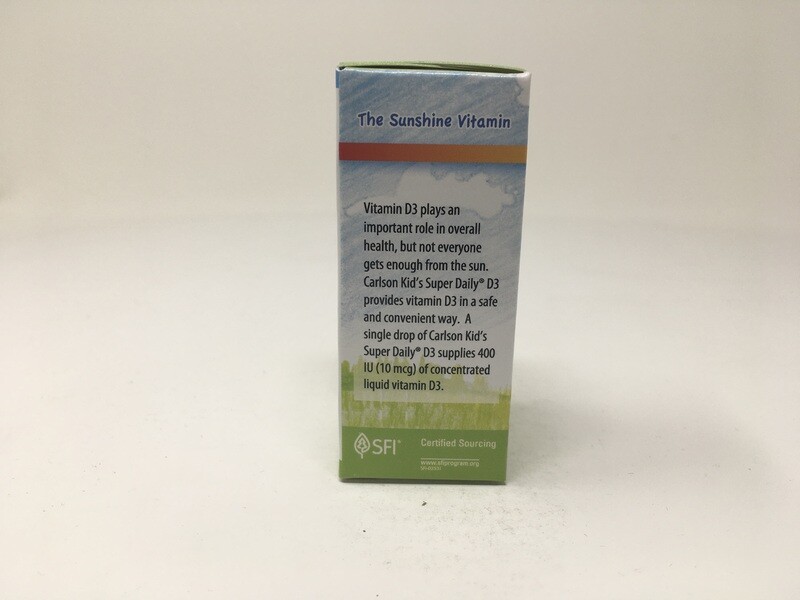 The Sunshine Vitamin
Vitamin D3 plays an
important role in overall
health, but not everyone
gets enough from the sun.
Carlson Kid's Super Daily® D3
provides vitamin D3 in a safe
and convenient way. A
single drop of Carlson Kid's
Super Daily® D3 supplies 400
IU (10 mcg) of concentrated
liquid vitamin D3.
SFI®
Certified Sourcing
www.sfiprogram.org